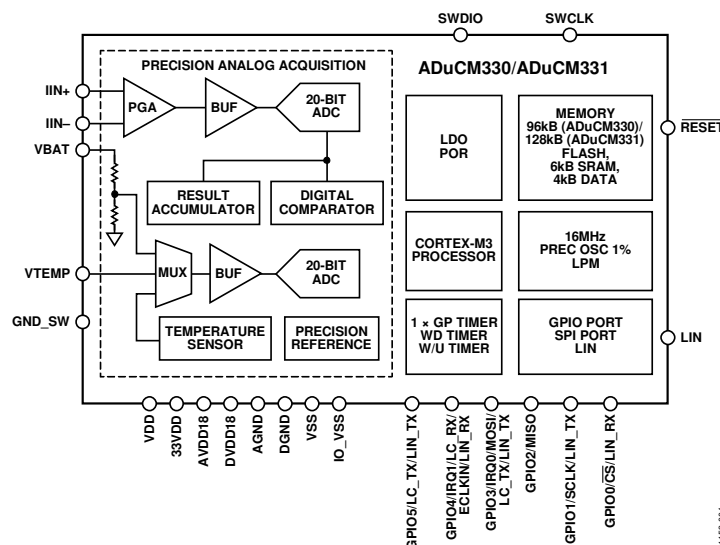 SWDIO
SWCLK
PRECISION ANALOG ACQUISITION
ADuCM330/ADuCM331
IIN+
IIN–
VBAT
PGA
BUF
20-BIT
ADC
RESULT
ACCUMULATOR
DIGITAL
COMPARATOR
LDO
POR
MEMORY
96kB (ADuCM330)/
128kB (ADuCM331)
FLASH,
6kB SRAM,
4kB DATA
RESET
VTEMP
GND_SW
MUX
BUF
20-BIT
ADC
CORTEX-M3
PROCESSOR
16MHz
PREC OSC 1%
LPM
TEMPERATURE
SENSOR
PRECISION
REFERENCE
1 × GP TIMER
WD TIMER
W/U TIMER
GPIO PORT
SPI PORT
LIN
LIN
VDD
33VDD
AVDD18
DVDD18
AGND
DGND
VSS
IO_VSS
GPIO5/LC_TX/LIN_TX
GPIO4/IRQ1/LC_RX/
ECLKIN/LIN_RX
GPIO3/IRQ0/MOSI/
LC_TX/LIN_TX
GPIO2/MISO
GPIO1/SCLK/LIN_TX
GPIO0/CS/LIN_RX